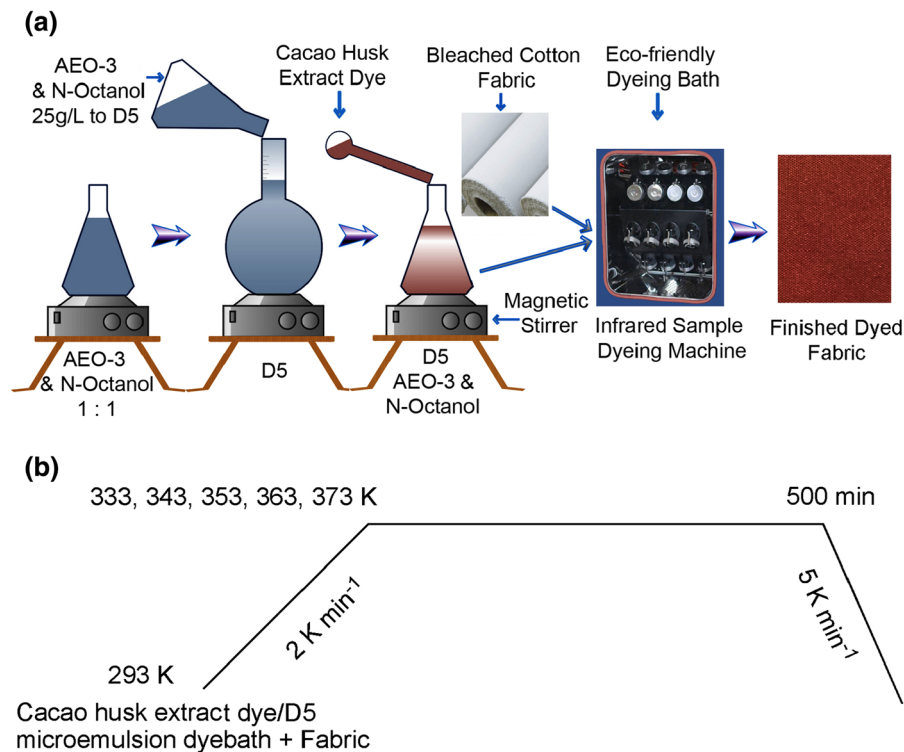 (a)
AEO-3
& N-Octanol
25g/L to D5
Cacao Husk
Extract Dye
Bleached Cotton
Fabric
Eco-friendly
Dyeing Bath
AEO-3
& N-Octanol
1 : 1
D5
D5
AEO-3 &
N-Octanol
Magnetic
Stirrer
Infrared Sample
Dyeing Machine
Finished Dyed
Fabric
(b)
333, 343, 353, 363, 373 K
500 min
2 K min⁻¹
5 K min⁻¹
293 K
Cacao husk extract dye/D5
microemulsion dyebath + Fabric